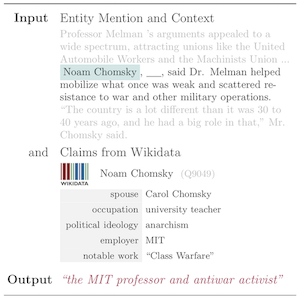 Input Entity Mention and Context
Professor Melman 's arguments appealed to a
wide spectrum, attracting unions like the United
Automobile Workers and the Machinists Union ...
Noam Chomsky , ___, said Dr. Melman helped
mobilize what once was weak and scattered re-
sistance to war and other military operations.
“The country is a lot different than it was 30 to
40 years ago, and he had a big role in that,” Mr.
Chomsky said.
and Claims from Wikidata
WIKIDATA Noam Chomsky (Q9049)
spouse Carol Chomsky
occupation university teacher
political ideology anarchism
employer MIT
notable work “Class Warfare”
Output “the MIT professor and antiwar activist”